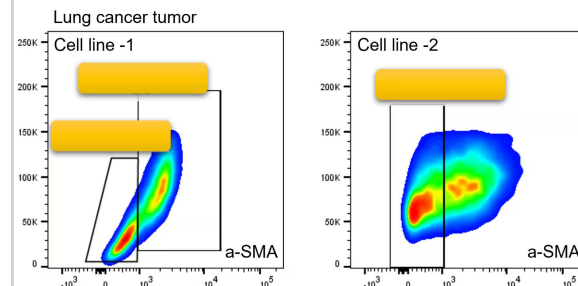 Lung cancer tumor
Cell line -1
250K
200K
150K
100K
50K
0
-10³ 0 10³ 10⁴ 10⁵
a-SMA
Cell line -2
250K
200K
150K
100K
50K
0
-10³ 0 10³ 10⁴ 10⁵
a-SMA